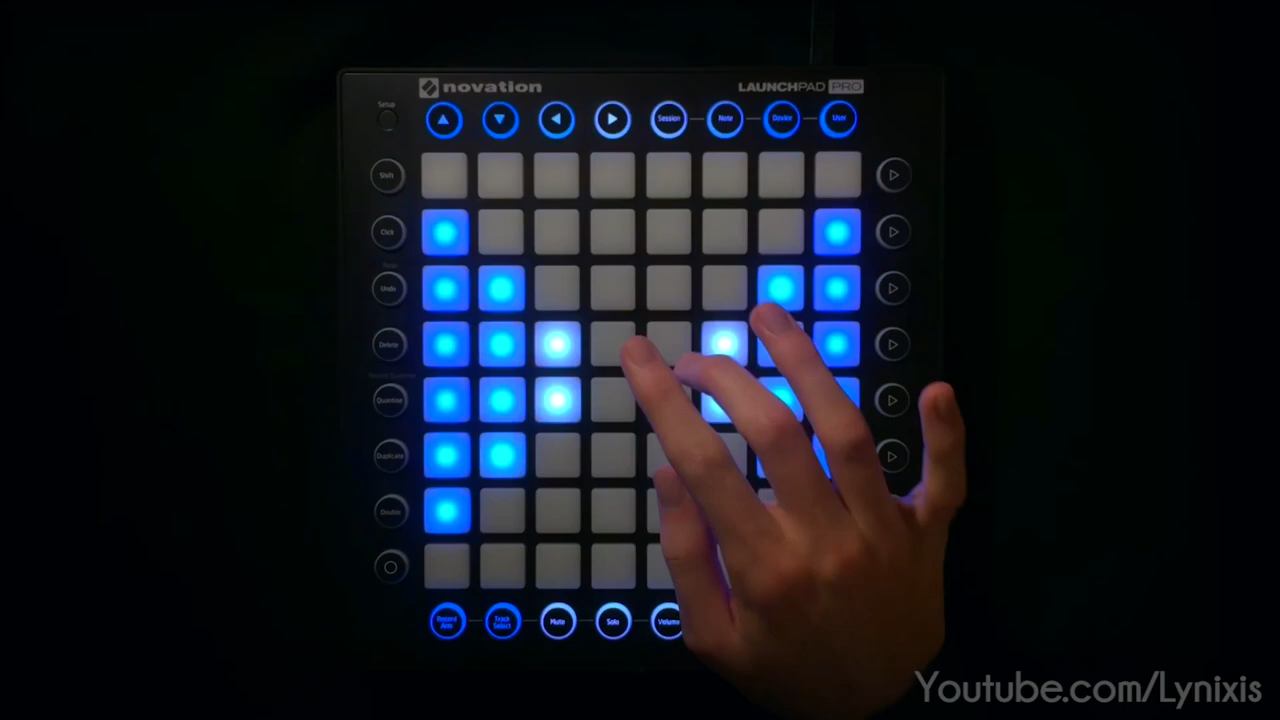 novation
LAUNCHPAD PRO
Setup
Session
Note
Device
User
Shift
Click
Undo
Delete
Quantise
Duplicate
Double
Record Arm
Track Select
Mute
Solo
Volume
Youtube.com/Lynixis